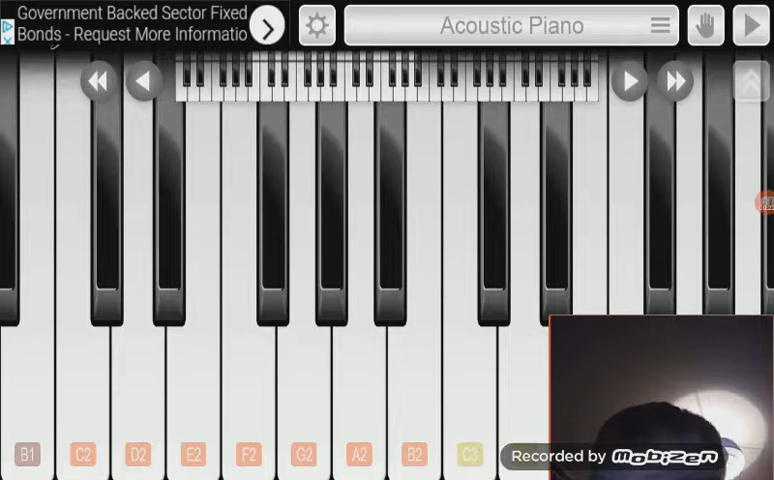 Government Backed Sector Fixed
Bonds - Request More Informatio
Acoustic Piano
B1 C2 D2 E2 F2 G2 A2 B2 C3
Recorded by mobizen